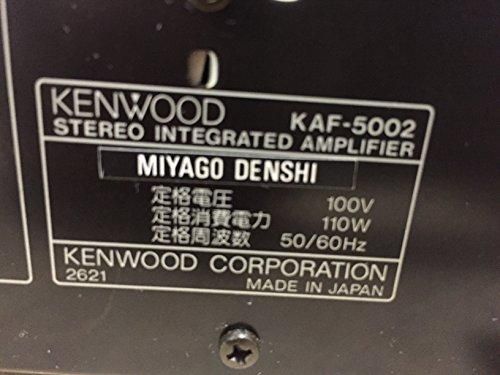 KENWOOD KAF-5002
STEREO INTEGRATED AMPLIFIER
MIYAGO DENSHI
定格電圧 100V
定格消費電力 110W
定格周波数 50/60Hz
KENWOOD CORPORATION
2621 MADE IN JAPAN